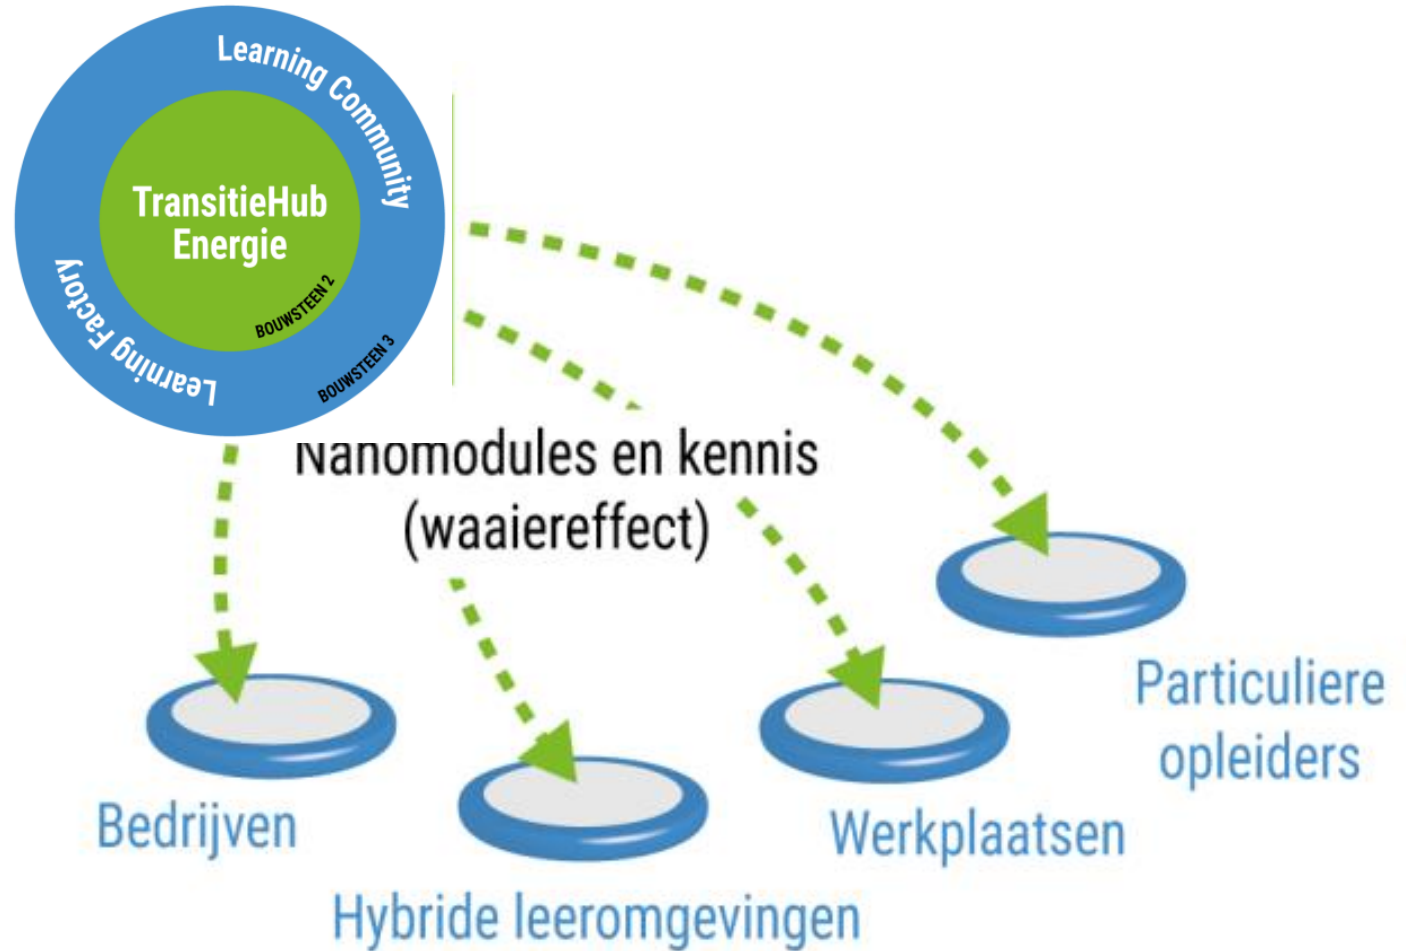 Learning Community
TransitieHub
Energie
BOUWSTEEN 2
Learning Factory
BOUWSTEEN 3
Nanomodules en kennis
(waaiereffect)
Particuliere
opleiders
Bedrijven
Werkplaatsen
Hybride leeromgevingen